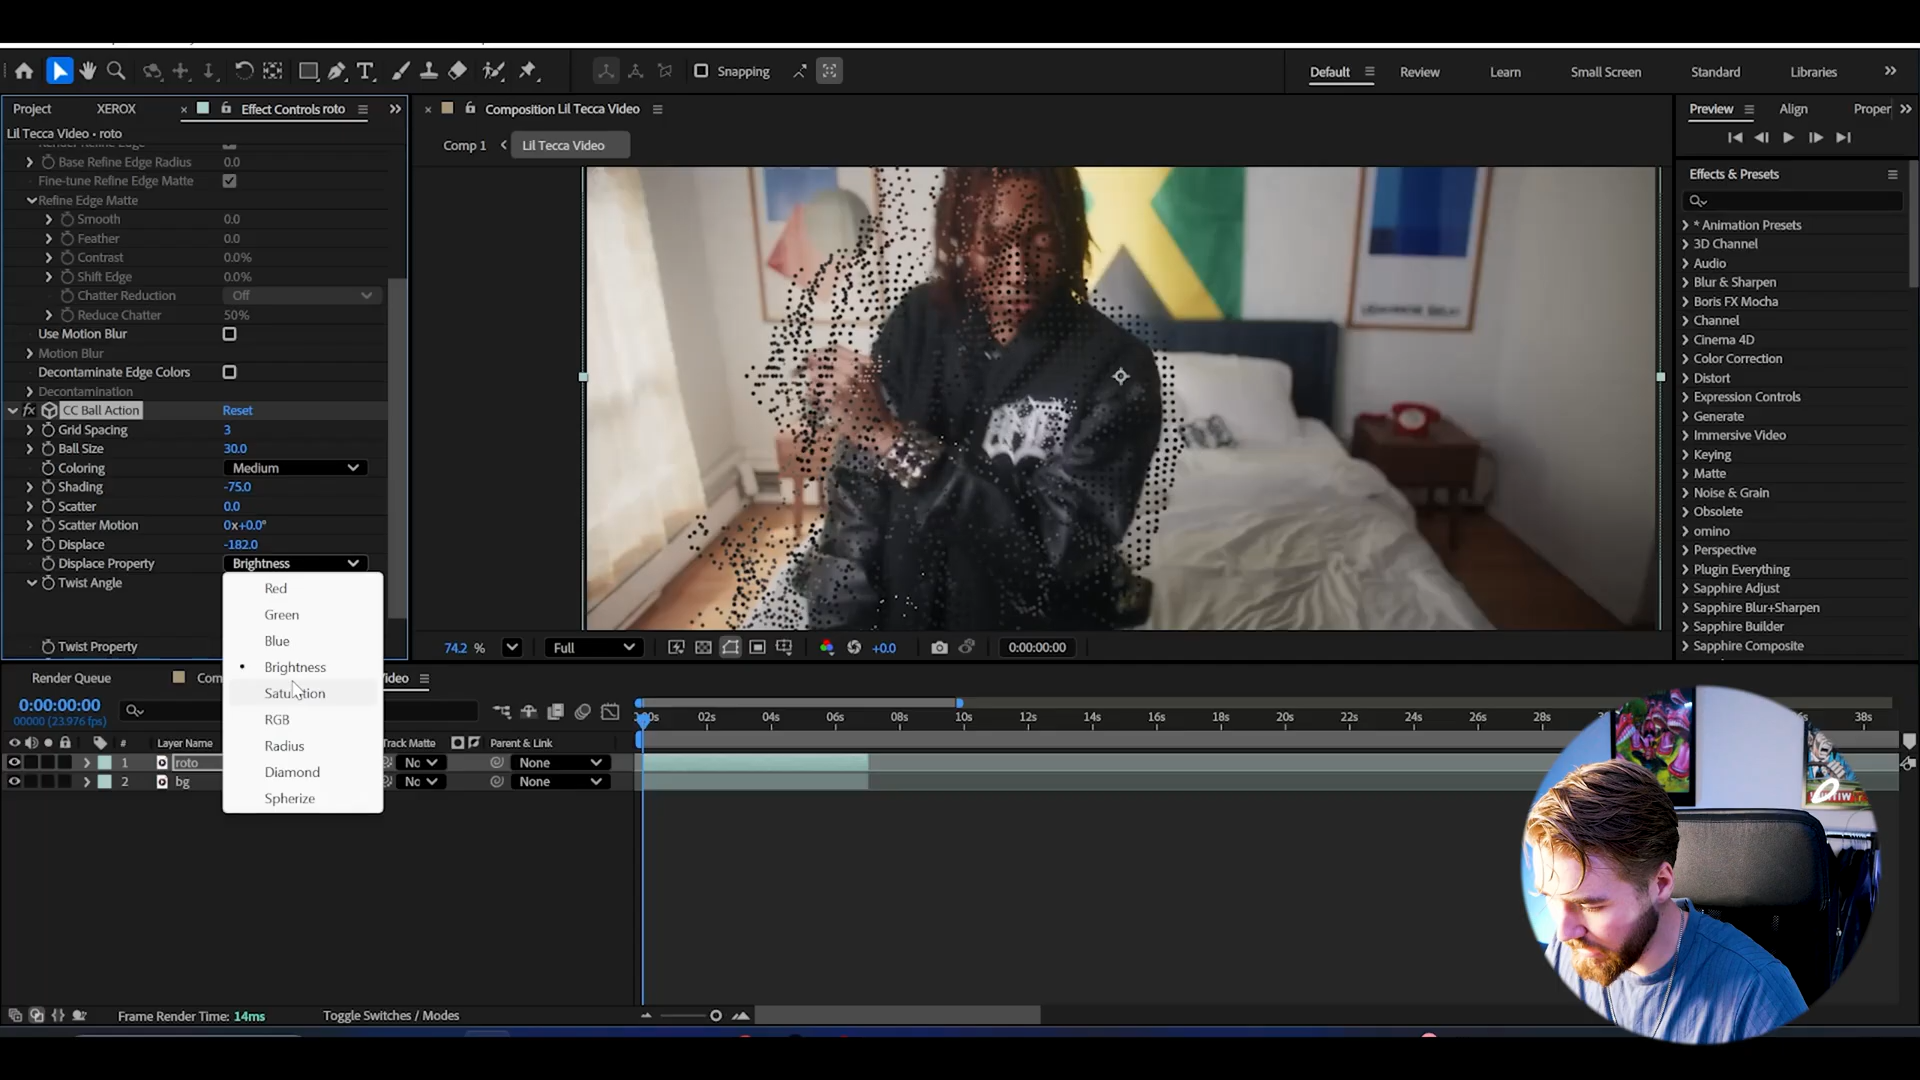 Snapping
Default
Review
Learn
Small Screen
Standard
Libraries
Project
XEROX
Effect Controls roto
Composition Lil Tecca Video
Preview
Align
Proper
Lil Tecca Video • roto
Comp 1
Lil Tecca Video
Base Refine Edge Radius 0.0
Fine-tune Refine Edge Matte
Refine Edge Matte
Smooth 0.0
Feather 0.0
Contrast 0.0%
Shift Edge 0.0%
Chatter Reduction Off
Reduce Chatter 50%
Use Motion Blur
Motion Blur
Decontaminate Edge Colors
Decontamination
fx CC Ball Action Reset
Grid Spacing 3
Ball Size 30.0
Coloring Medium
Shading -75.0
Scatter 0.0
Scatter Motion 0x+0.0°
Displace -182.0
Displace Property Brightness
Twist Angle
Twist Property
Red
Green
Blue
Brightness
Saturation
RGB
Radius
Diamond
Spherize
74.2 %
Full
+0.0
0:00:00:00
Effects & Presets
* Animation Presets
3D Channel
Audio
Blur & Sharpen
Boris FX Mocha
Channel
Cinema 4D
Color Correction
Distort
Expression Controls
Generate
Immersive Video
Keying
Matte
Noise & Grain
Obsolete
omino
Perspective
Plugin Everything
Sapphire Adjust
Sapphire Blur+Sharpen
Sapphire Builder
Sapphire Composite
Render Queue
Com
Video
0:00:00:00
00000 (23.976 fps)
02s 04s 06s 08s 10s 12s 14s 16s 18s 20s 22s 24s 26s 28s 38s
# Layer Name
Track Matte
Parent & Link
1 roto
None
2 bg
None
Frame Render Time: 14ms
Toggle Switches / Modes